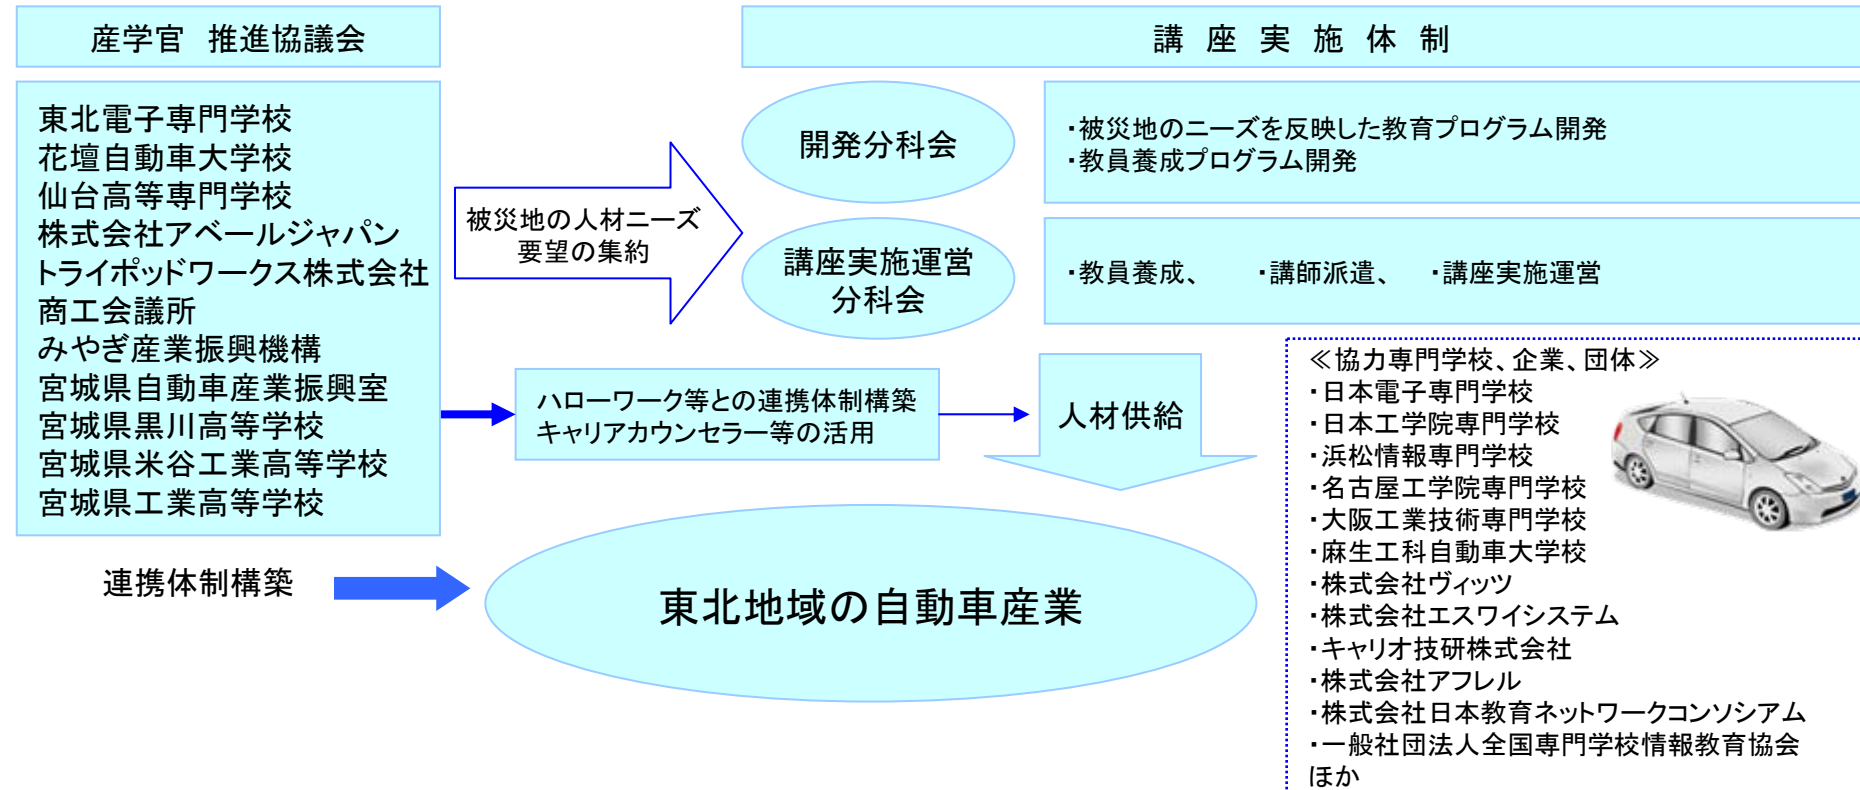 産学官 推進協議会
東北電子専門学校
花壇自動車大学校
仙台高等専門学校
株式会社アベールジャパン
トライポッドワークス株式会社
商工会議所
みやぎ産業振興機構
宮城県自動車産業振興室
宮城県黒川高等学校
宮城県米谷工業高等学校
宮城県工業高等学校
被災地の人材ニーズ
要望の集約
講 座 実 施 体 制
開発分科会
・被災地のニーズを反映した教育プログラム開発
・教員養成プログラム開発
講座実施運営
分科会
・教員養成、 ・講師派遣、 ・講座実施運営
ハローワーク等との連携体制構築
キャリアカウンセラー等の活用
人材供給
連携体制構築
東北地域の自動車産業
≪協力専門学校、企業、団体≫
・日本電子専門学校
・日本工学院専門学校
・浜松情報専門学校
・名古屋工学院専門学校
・大阪工業技術専門学校
・麻生工科自動車大学校
・株式会社ヴィッツ
・株式会社エスワイシステム
・キャリオ技研株式会社
・株式会社アフレル
・株式会社日本教育ネットワークコンソシアム
・一般社団法人全国専門学校情報教育協会
ほか